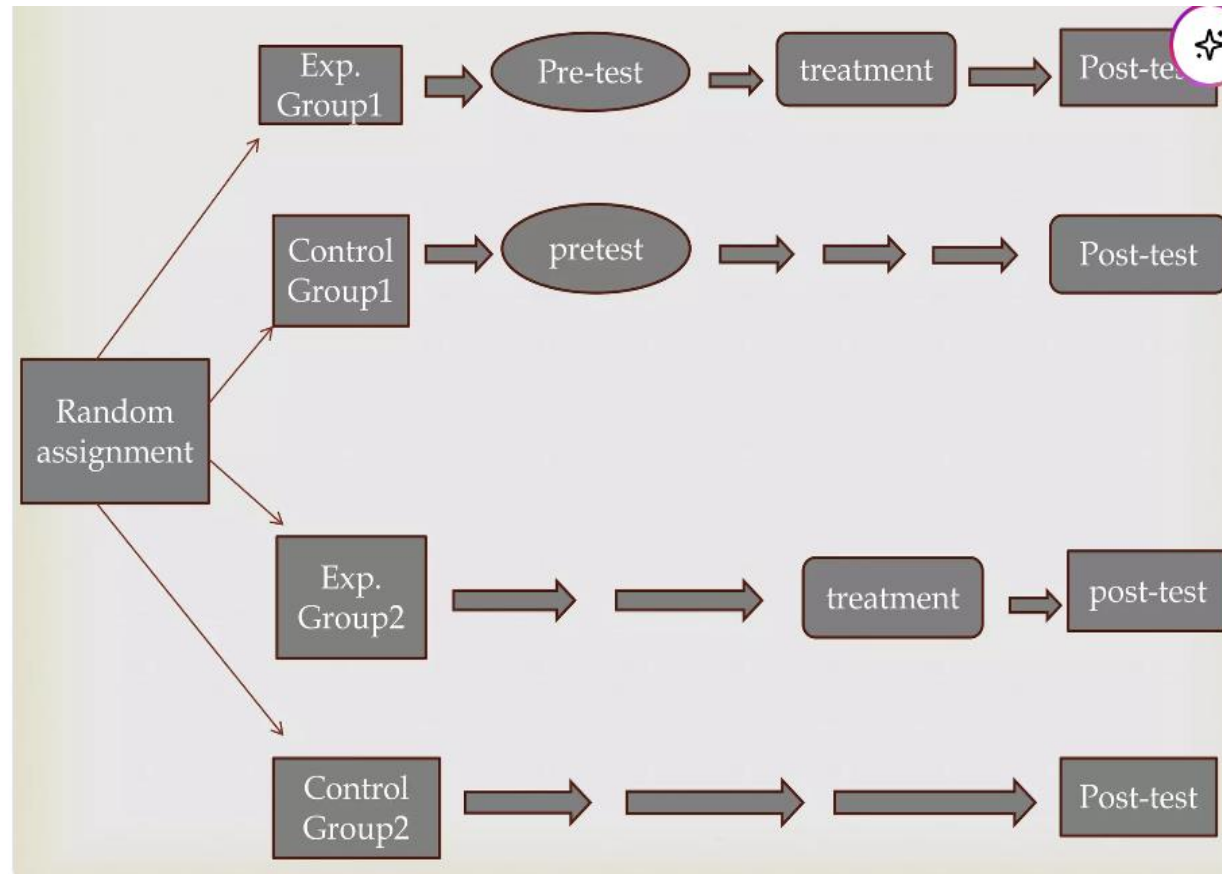 Exp.
Group1
Pre-test
treatment
Control
Group1
pretest
Post-test
Random
assignment
Exp.
Group2
treatment
post-test
Control
Group2
Post-test